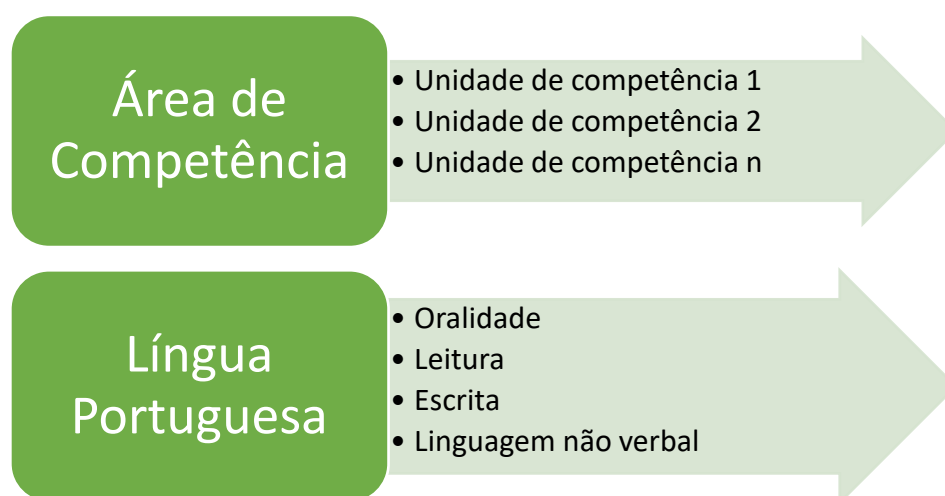 Área de
Competência
• Unidade de competência 1
• Unidade de competência 2
• Unidade de competência n
Língua
Portuguesa
• Oralidade
• Leitura
• Escrita
• Linguagem não verbal